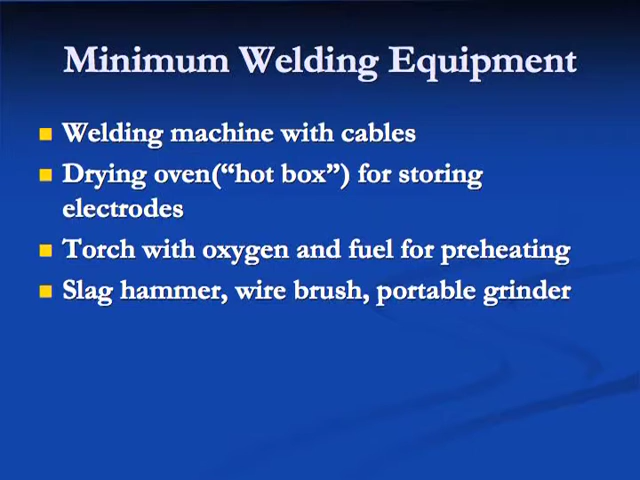 Minimum Welding Equipment
Welding machine with cables
Drying oven(“hot box”) for storing
electrodes
Torch with oxygen and fuel for preheating
Slag hammer, wire brush, portable grinder